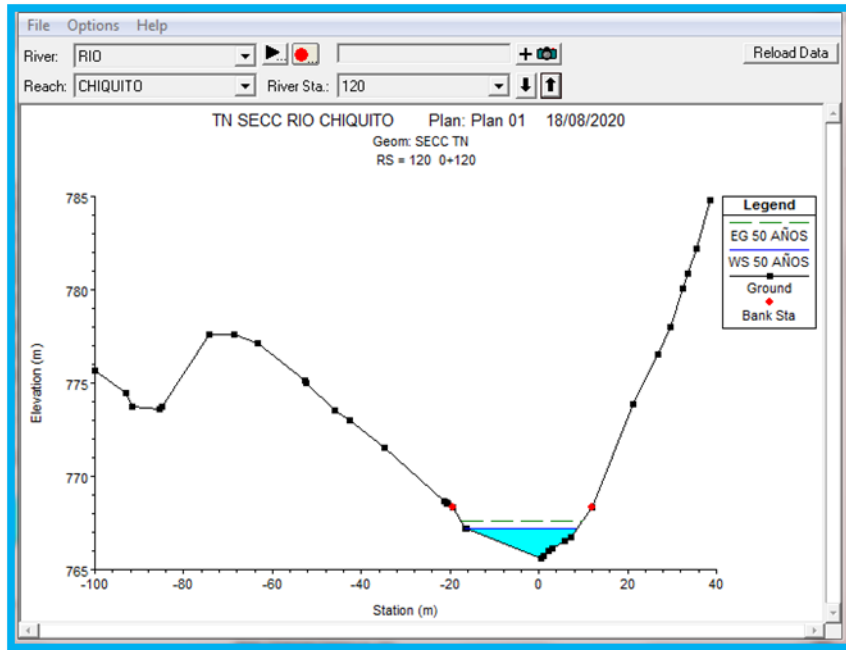 File Options Help
River: RIO Reload Data
Reach: CHIQUITO River Sta.: 120
TN SECC RIO CHIQUITO Plan: Plan 01 18/08/2020
Geom: SECC TN
RS = 120 0+120
Legend
EG 50 AÑOS
WS 50 AÑOS
Ground
Bank Sta
785
780
775
770
765
Elevation (m)
-100 -80 -60 -40 -20 0 20 40
Station (m)